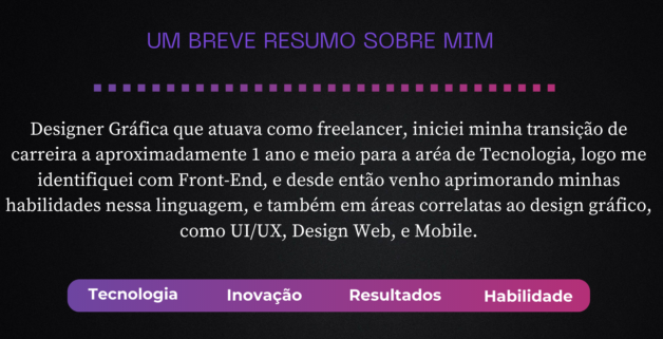 UM BREVE RESUMO SOBRE MIM
Designer Gráfica que atuava como freelancer, iniciei minha transição de
carreira a aproximadamente 1 ano e meio para a aréa de Tecnologia, logo me
identifiquei com Front-End, e desde então venho aprimorando minhas
habilidades nessa linguagem, e também em áreas correlatas ao design gráfico,
como UI/UX, Design Web, e Mobile.
Tecnologia Inovação Resultados Habilidade